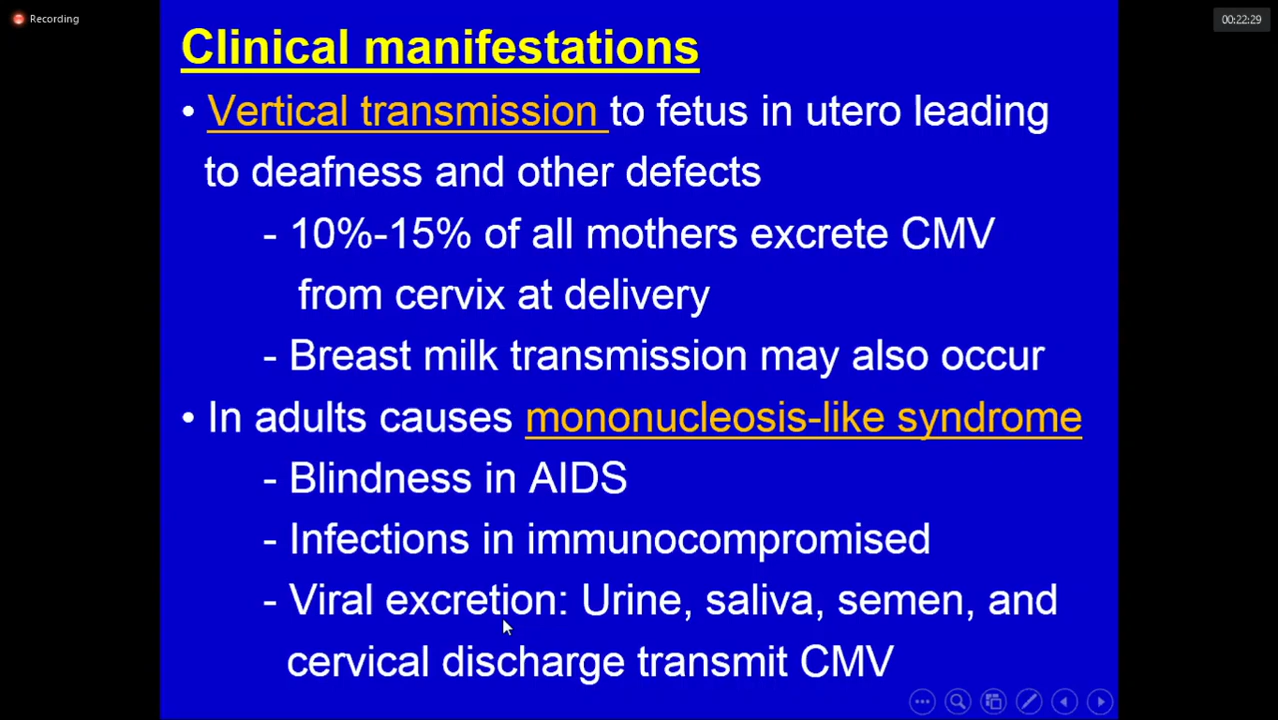 Recording
00:22:29
Clinical manifestations
• Vertical transmission to fetus in utero leading
to deafness and other defects
- 10%-15% of all mothers excrete CMV
from cervix at delivery
- Breast milk transmission may also occur
• In adults causes mononucleosis-like syndrome
- Blindness in AIDS
- Infections in immunocompromised
- Viral excretion: Urine, saliva, semen, and
cervical discharge transmit CMV